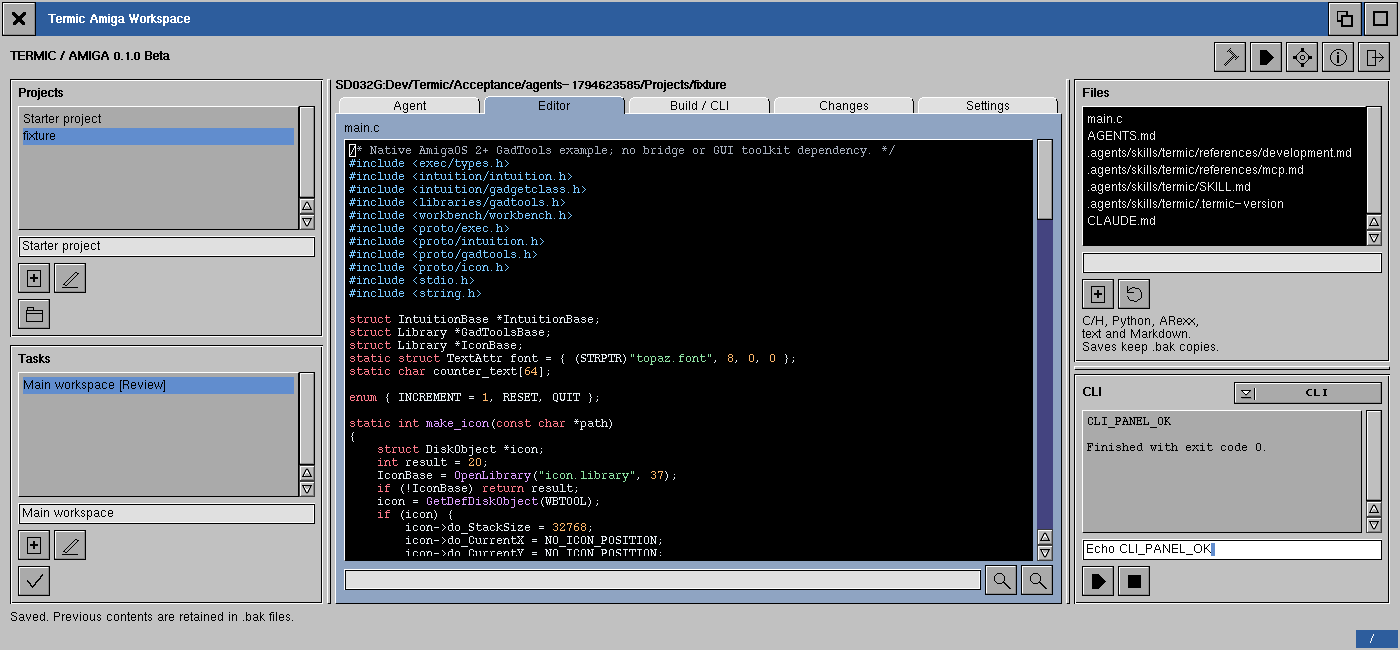 Termic Amiga Workspace
TERMIC / AMIGA 0.1.0 Beta
Projects
Starter project
fixture
Starter project
Tasks
Main workspace [Review]
Main workspace
SD032G:Dev/Termic/Acceptance/agents-1794623585/Projects/fixture
Agent
Editor
Build / CLI
Changes
Settings
main.c
/* Native AmigaOS 2+ GadTools example; no bridge or GUI toolkit dependency. */
#include <exec/types.h>
#include <intuition/intuition.h>
#include <intuition/gadgetclass.h>
#include <libraries/gadtools.h>
#include <workbench/workbench.h>
#include <proto/exec.h>
#include <proto/intuition.h>
#include <proto/gadtools.h>
#include <proto/icon.h>
#include <stdio.h>
#include <string.h>
struct IntuitionBase *IntuitionBase;
struct Library *GadToolsBase;
struct Library *IconBase;
static struct TextAttr font = { (STRPTR)"topaz.font", 8, 0, 0 };
static char counter_text[64];
enum { INCREMENT = 1, RESET, QUIT };
static int make_icon(const char *path)
{
    struct DiskObject *icon;
    int result = 20;
    IconBase = OpenLibrary("icon.library", 37);
    if (!IconBase) return result;
    icon = GetDefDiskObject(WBTOOL);
    if (icon) {
        icon->do_StackSize = 32768;
        icon->do_CurrentX = NO_ICON_POSITION;
        icon->do_CurrentY = NO_ICON_POSITION;
Files
main.c
AGENTS.md
.agents/skills/termic/references/development.md
.agents/skills/termic/references/mcp.md
.agents/skills/termic/SKILL.md
.agents/skills/termic/.termic-version
CLAUDE.md
C/H, Python, ARexx,
text and Markdown.
Saves keep .bak copies.
CLI
CLI
CLI_PANEL_OK
Finished with exit code 0.
Echo CLI_PANEL_OK
Saved. Previous contents are retained in .bak files.
/